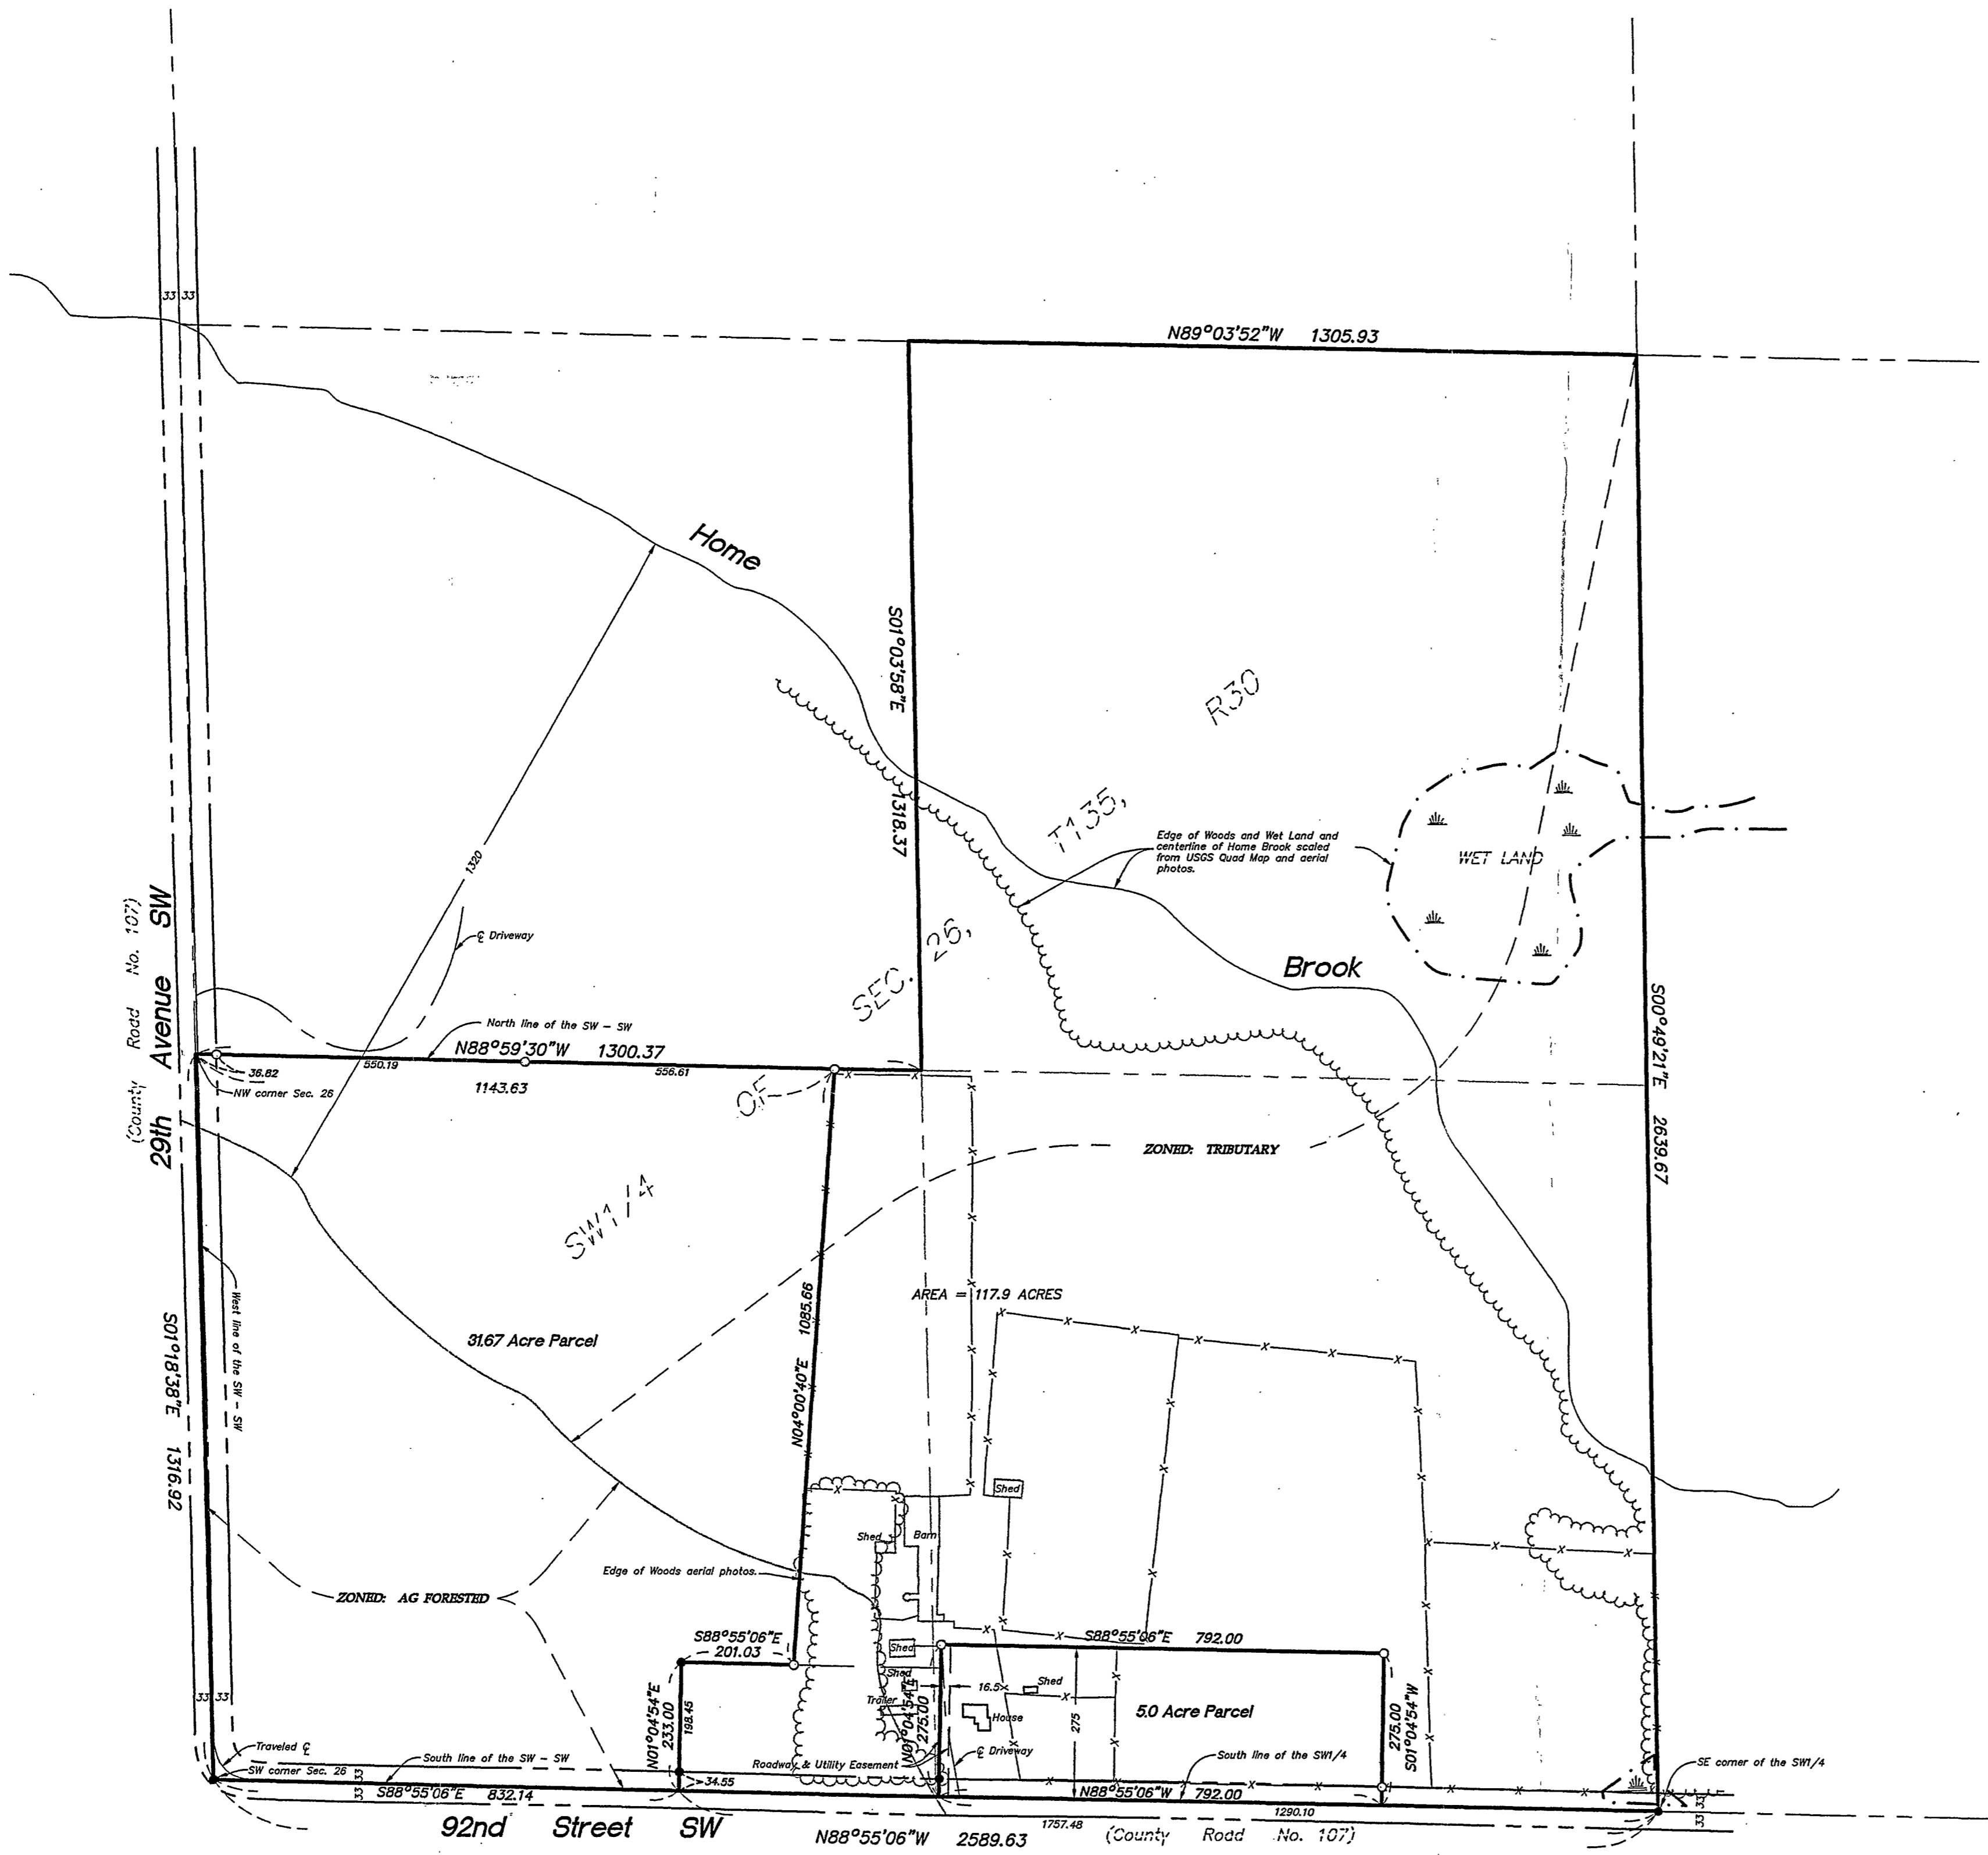 33 33
N89°03'52"W 1305.93
Home
S01°03'58"E 1318.37
R30
T135,
SEC. 26,
OF
SW1/4
Edge of Woods and Wet Land and
centerline of Home Brook scaled
from USGS Quad Map and aerial
photos.
WET LAND
1320
℄ Driveway
Brook
(County Road No. 107)
29th Avenue SW
North line of the SW - SW
N88°59'30"W 1300.37
36.82
550.19
556.61
1143.63
NW corner Sec. 26
S00°49'21"E 2639.67
ZONED: TRIBUTARY
West line of the SW - SW
S01°18'38"E 1316.92
31.67 Acre Parcel
N04°00'40"E 1085.66
AREA = 117.9 ACRES
Shed
Shed
Barn
Edge of Woods aerial photos.
ZONED: AG FORESTED
S88°55'06"E
201.03
N01°04'54"E
233.00
198.45
34.55
Shed
Shed
Trailer
S88°55'06"E 792.00
N01°04'54"E
275.00
16.5
Shed
House
275
5.0 Acre Parcel
275.00
S01°04'54"W
℄ Driveway
Roadway & Utility Easement
South line of the SW1/4
SE corner of the SW1/4
33 33
Traveled ℄
SW corner Sec. 26
South line of the SW - SW
33
33
S88°55'06"E 832.14
N88°55'06"W 792.00
1290.10
33
33
92nd Street SW
N88°55'06"W 2589.63
1757.48
(County Road No. 107)